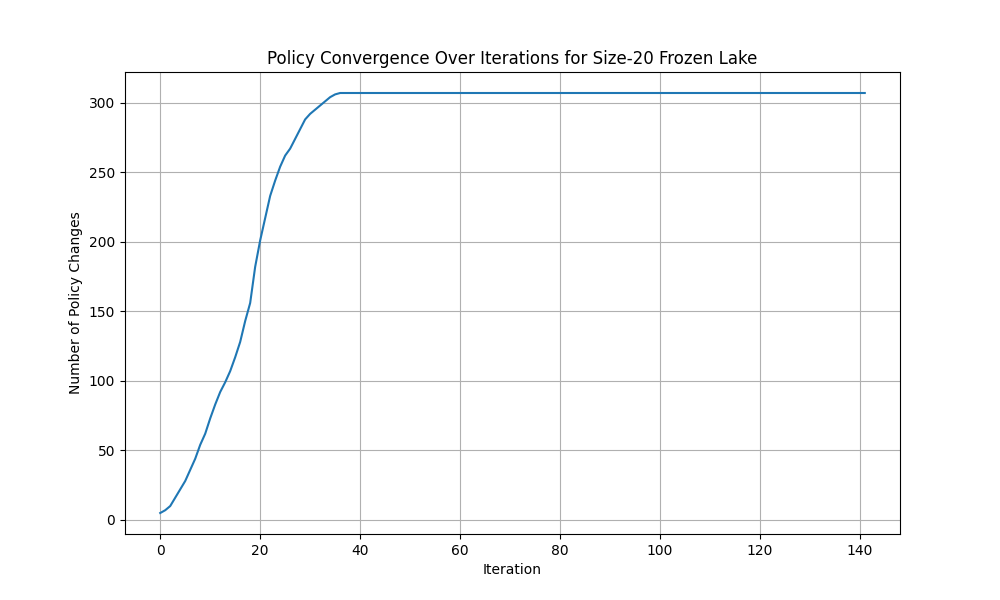 Policy Convergence Over Iterations for Size-20 Frozen Lake
Number of Policy Changes
300
250
200
150
100
50
0
0 20 40 60 80 100 120 140
Iteration